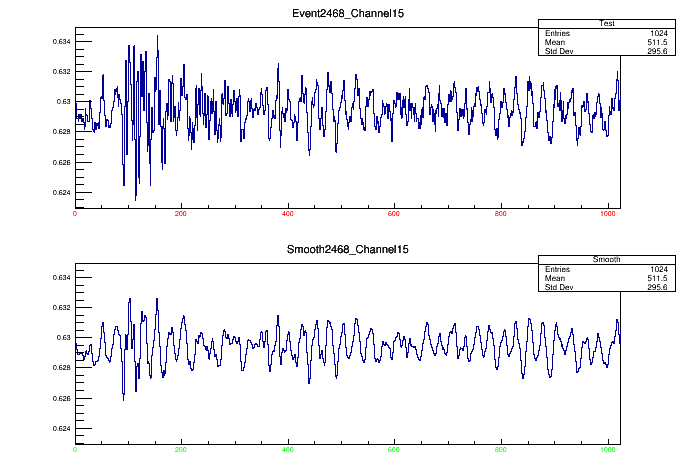 Event2468_Channel15
Test
Entries 1024
Mean 511.5
Std Dev 295.6
0.634
0.632
0.63
0.628
0.626
0.624
0 200 400 600 800 1000
Smooth2468_Channel15
Smooth
Entries 1024
Mean 511.5
Std Dev 295.6
0.634
0.632
0.63
0.628
0.626
0.624
0 200 400 600 800 1000